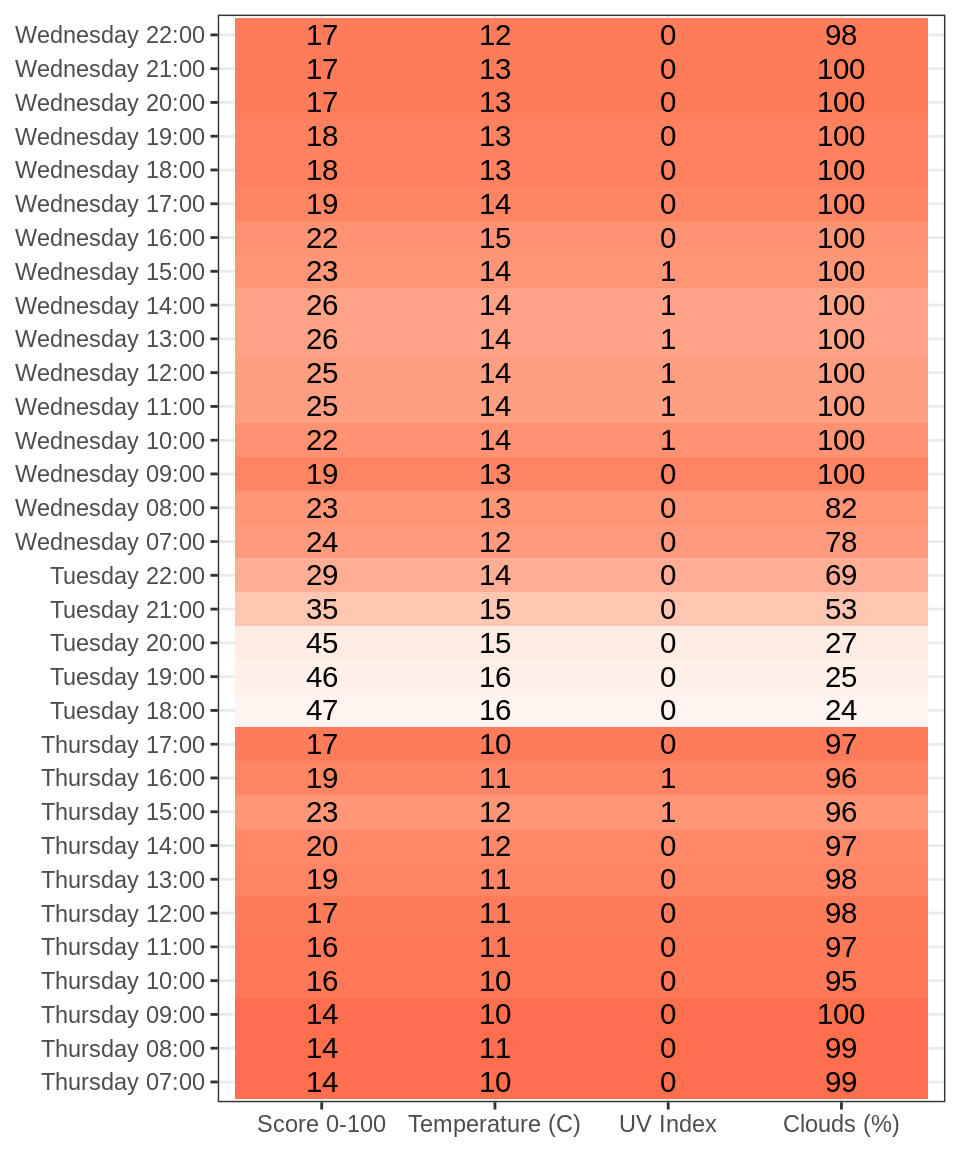 Wednesday 22:00 17 12 0 98
Wednesday 21:00 17 13 0 100
Wednesday 20:00 17 13 0 100
Wednesday 19:00 18 13 0 100
Wednesday 18:00 18 13 0 100
Wednesday 17:00 19 14 0 100
Wednesday 16:00 22 15 0 100
Wednesday 15:00 23 14 1 100
Wednesday 14:00 26 14 1 100
Wednesday 13:00 26 14 1 100
Wednesday 12:00 25 14 1 100
Wednesday 11:00 25 14 1 100
Wednesday 10:00 22 14 1 100
Wednesday 09:00 19 13 0 100
Wednesday 08:00 23 13 0 82
Wednesday 07:00 24 12 0 78
Tuesday 22:00 29 14 0 69
Tuesday 21:00 35 15 0 53
Tuesday 20:00 45 15 0 27
Tuesday 19:00 46 16 0 25
Tuesday 18:00 47 16 0 24
Thursday 17:00 17 10 0 97
Thursday 16:00 19 11 1 96
Thursday 15:00 23 12 1 96
Thursday 14:00 20 12 0 97
Thursday 13:00 19 11 0 98
Thursday 12:00 17 11 0 98
Thursday 11:00 16 11 0 97
Thursday 10:00 16 10 0 95
Thursday 09:00 14 10 0 100
Thursday 08:00 14 11 0 99
Thursday 07:00 14 10 0 99
Score 0-100 Temperature (C) UV Index Clouds (%)